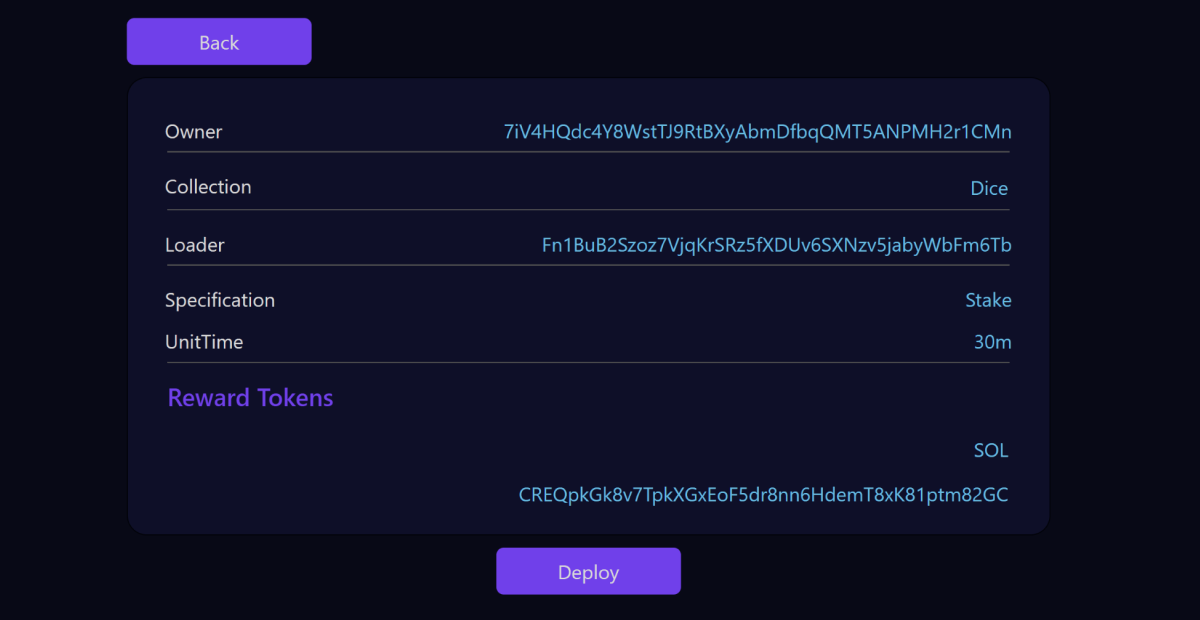 Back
Owner 7iV4HQdc4Y8WstTJ9RtBXyAbmDfbqQMT5ANPMH2r1CMn
Collection Dice
Loader Fn1BuB2Szoz7VjqKrSRz5fXDUv6SXNzv5jabyWbFm6Tb
Specification Stake
UnitTime 30m
Reward Tokens
SOL
CREQpkGk8v7TpkXGxEoF5dr8nn6HdemT8xK81ptm82GC
Deploy